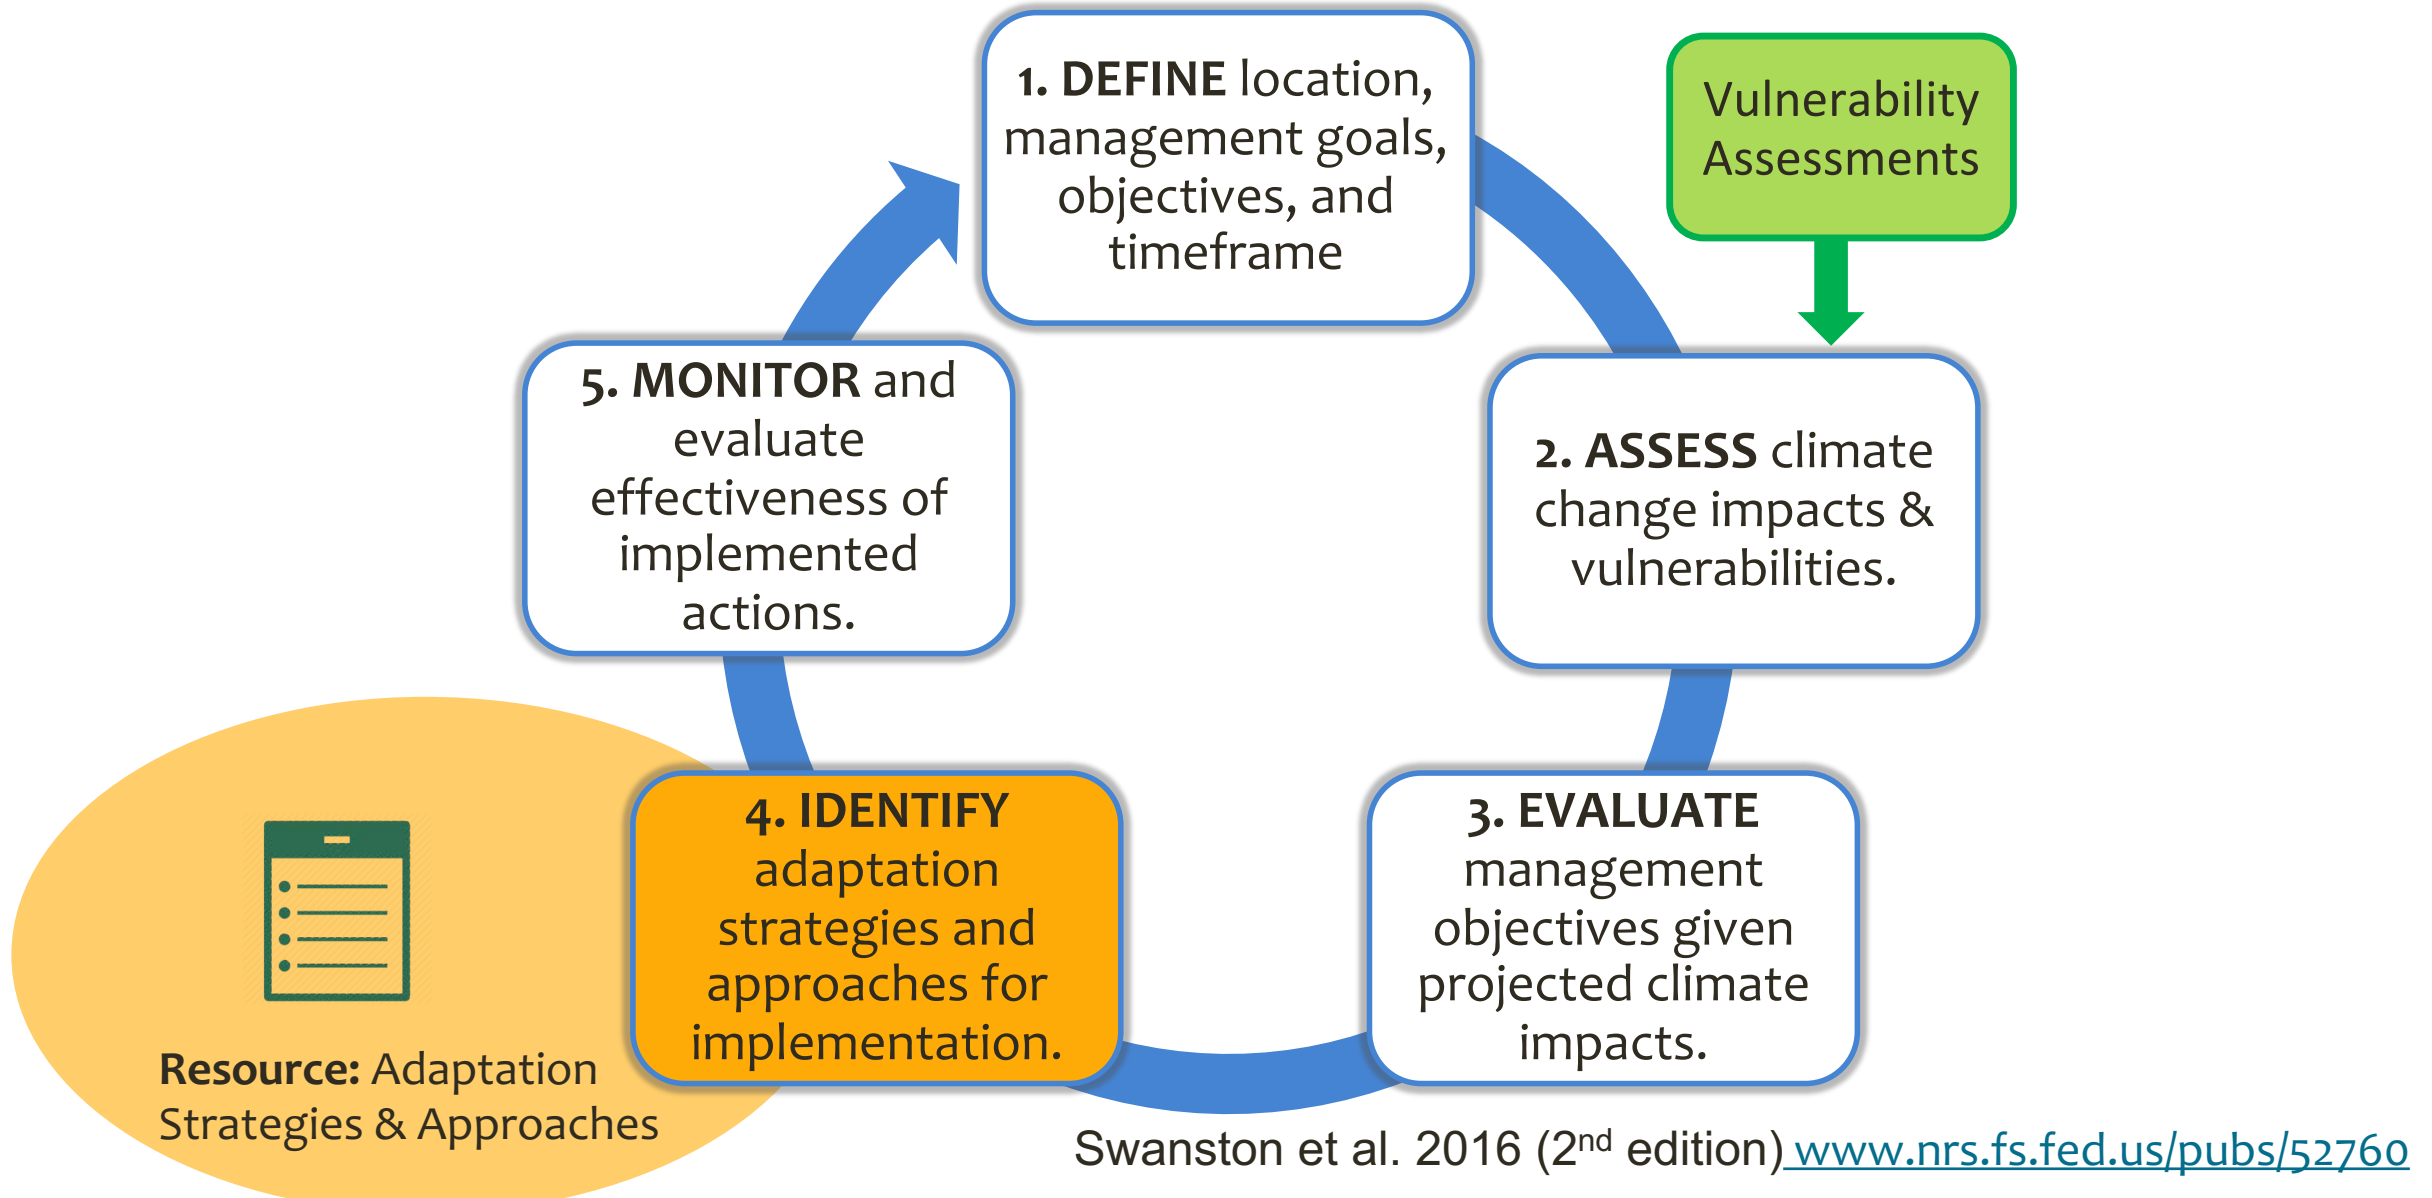 1. DEFINE location,
management goals,
objectives, and
timeframe
Vulnerability
Assessments
2. ASSESS climate
change impacts &
vulnerabilities.
3. EVALUATE
management
objectives given
projected climate
impacts.
4. IDENTIFY
adaptation
strategies and
approaches for
implementation.
5. MONITOR and
evaluate
effectiveness of
implemented
actions.
Resource: Adaptation
Strategies & Approaches
Swanston et al. 2016 (2nd edition) www.nrs.fs.fed.us/pubs/52760